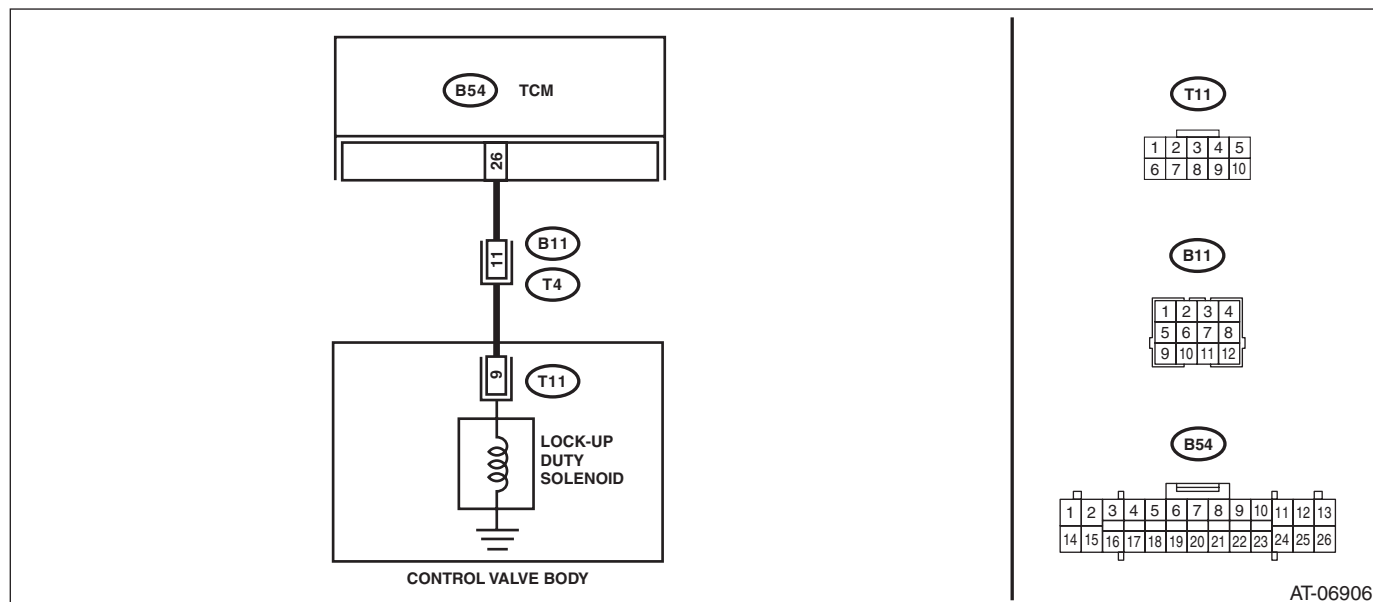 B54 TCM
26
11
B11
T4
9
T11
LOCK-UP
DUTY
SOLENOID
CONTROL VALVE BODY
T11
1 2 3 4 5
6 7 8 9 10
B11
1 2 3 4
5 6 7 8
9 10 11 12
B54
1 2 3 4 5 6 7 8 9 10 11 12 13
14 15 16 17 18 19 20 21 22 23 24 25 26
AT-06906